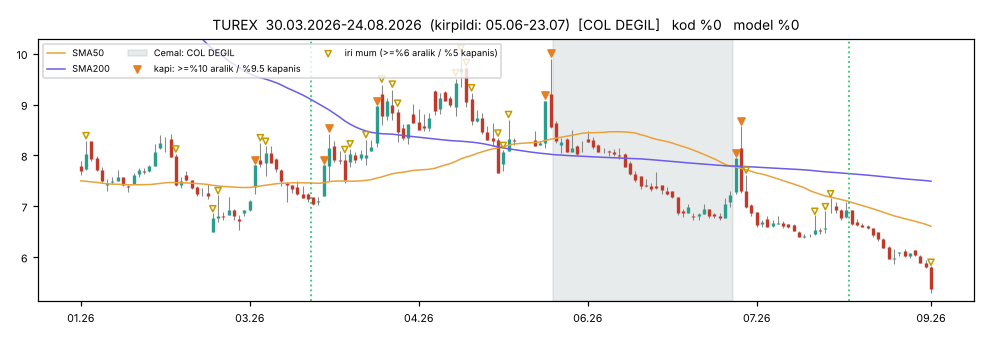 TUREX 30.03.2026-24.08.2026 (kirpildi: 05.06-23.07) [COL DEGIL] kod %0 model %0
SMA50
SMA200
Cemal: COL DEGIL
kapi: >=%10 aralik / %9.5 kapanis
iri mum (>=%6 aralik / %5 kapanis)
10
9
8
7
6
01.26 03.26 04.26 06.26 07.26 09.26